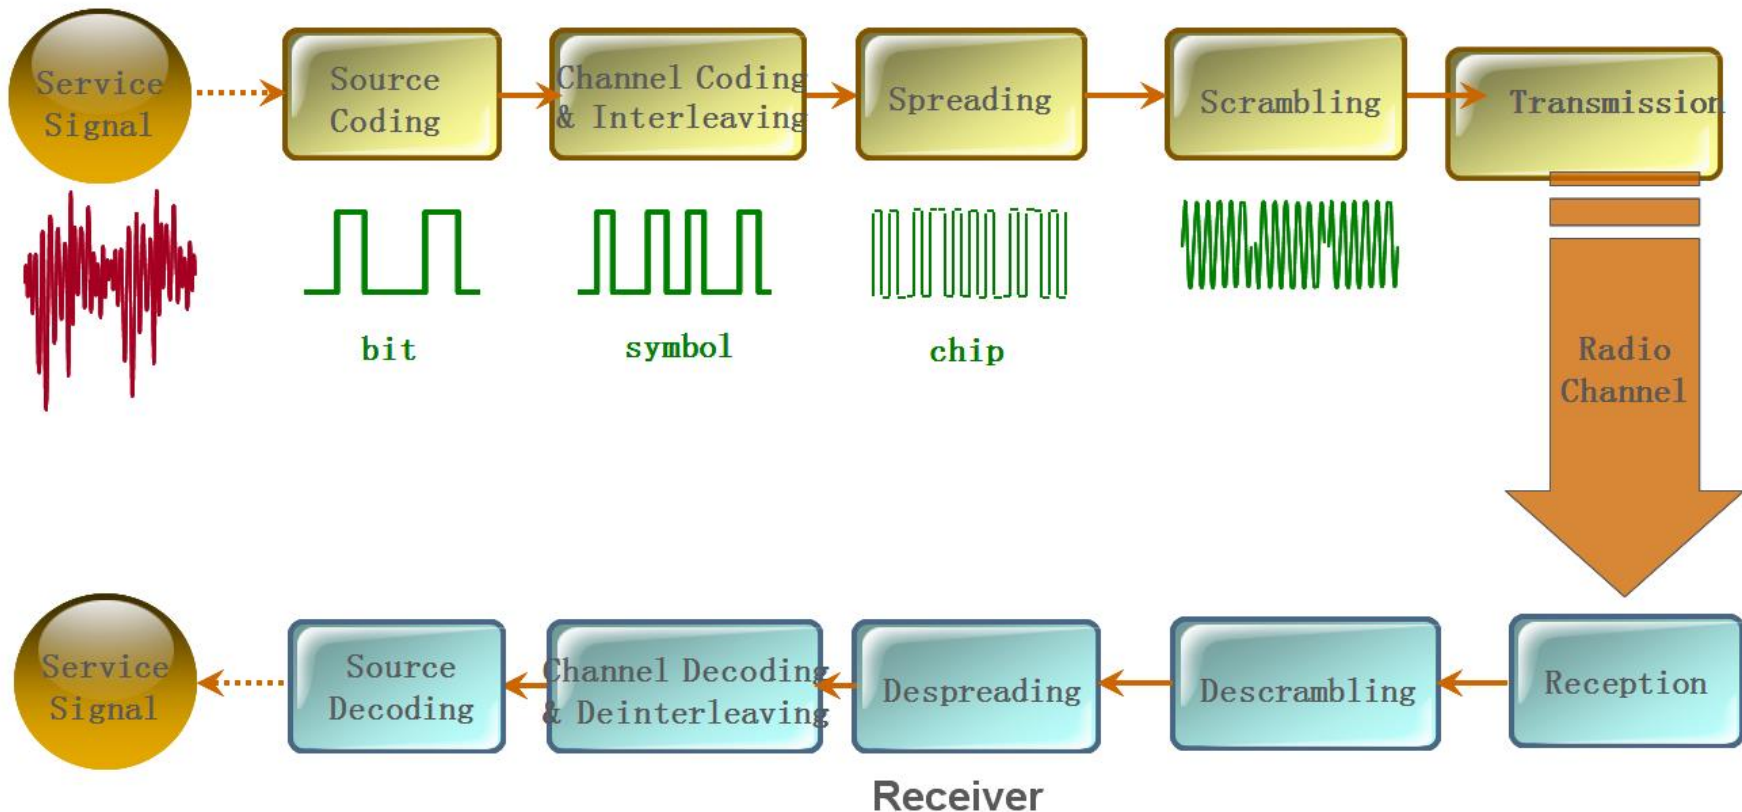 Service
Signal
Source
Coding
Channel Coding
& Interleaving
Spreading
Scrambling
Transmission
bit
symbol
chip
Radio
Channel
Service
Signal
Source
Decoding
Channel Decoding
& Deinterleaving
Despreading
Descrambling
Reception
Receiver